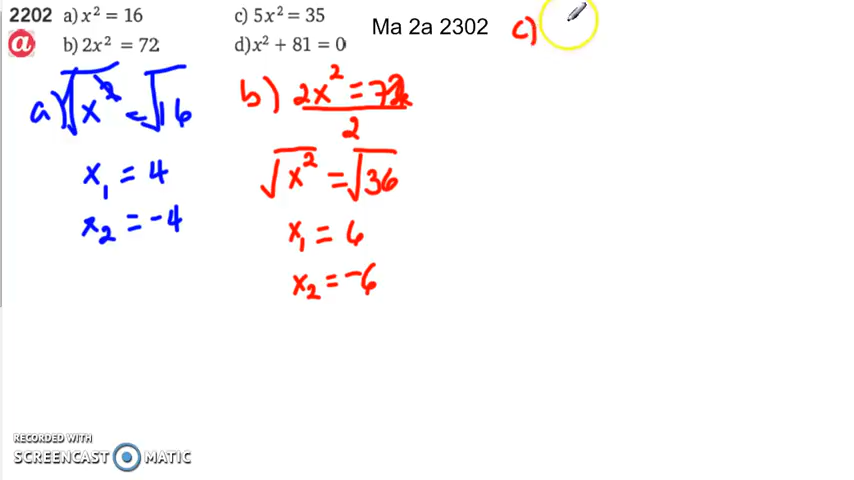 2202 a) x² = 16
b) 2x² = 72
c) 5x² = 35
d) x² + 81 = 0
Ma 2a 2302
a
a) √x² = √16
x₁ = 4
x₂ = -4
b) 2x² = 72
2
√x² = √36
x₁ = 6
x₂ = -6
c)
RECORDED WITH
SCREENCAST MATIC